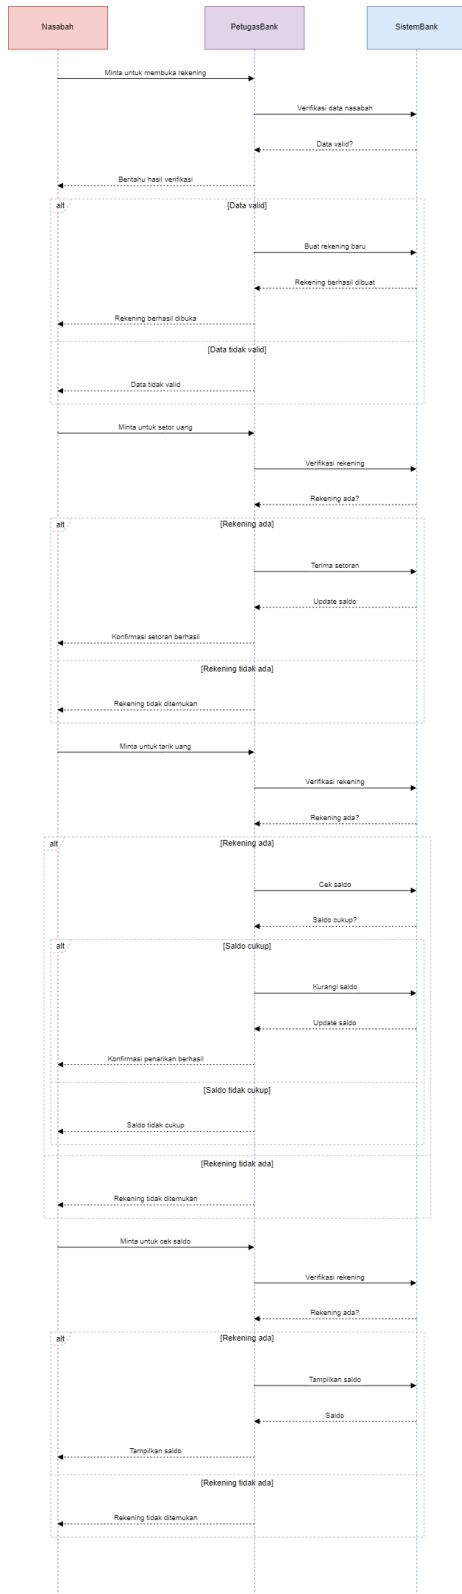 Nasabah
PetugasBank
SistemBank
Minta untuk membuka rekening
Verifikasi data nasabah
Data valid?
Beritahu hasil verifikasi
alt
[Data valid]
Buat rekening baru
Rekening berhasil dibuat
Rekening berhasil dibuka
[Data tidak valid]
Data tidak valid
Minta untuk setor uang
Verifikasi rekening
Rekening ada?
alt
[Rekening ada]
Terima setoran
Update saldo
Konfirmasi setoran berhasil
[Rekening tidak ada]
Rekening tidak ditemukan
Minta untuk tarik uang
Verifikasi rekening
Rekening ada?
alt
[Rekening ada]
Cek saldo
Saldo cukup?
alt
[Saldo cukup]
Kurangi saldo
Update saldo
Konfirmasi penarikan berhasil
[Saldo tidak cukup]
Saldo tidak cukup
[Rekening tidak ada]
Rekening tidak ditemukan
Minta untuk cek saldo
Verifikasi rekening
Rekening ada?
alt
[Rekening ada]
Tampilkan saldo
Saldo
Tampilkan saldo
[Rekening tidak ada]
Rekening tidak ditemukan